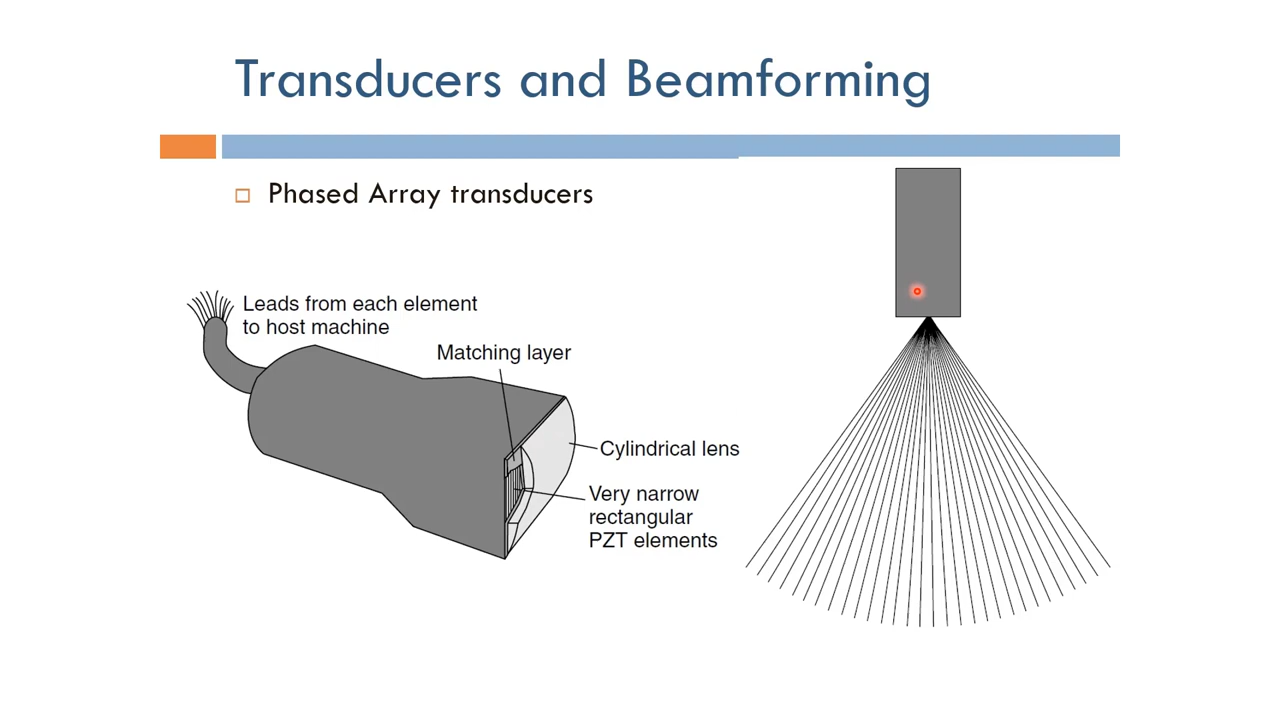 Transducers and Beamforming
Phased Array transducers
Leads from each element
to host machine
Matching layer
Cylindrical lens
Very narrow
rectangular
PZT elements